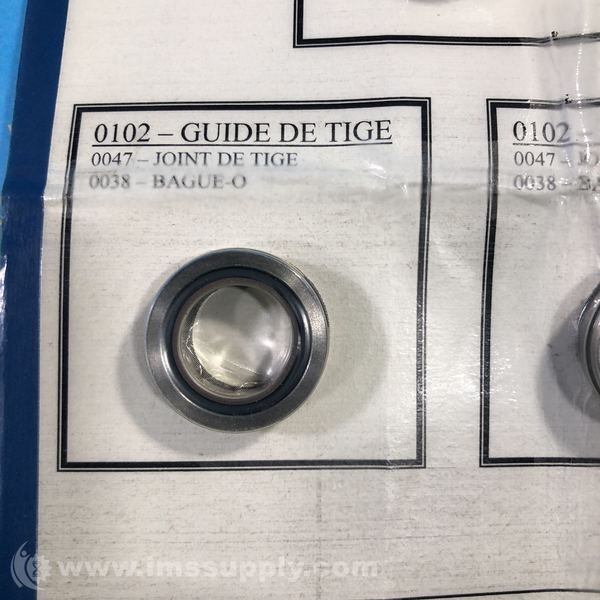 0102 – GUIDE DE TIGE
0047 – JOINT DE TIGE
0038 – BAGUE-O
0102 –
0047 –
0038 –
www.imssupply.com